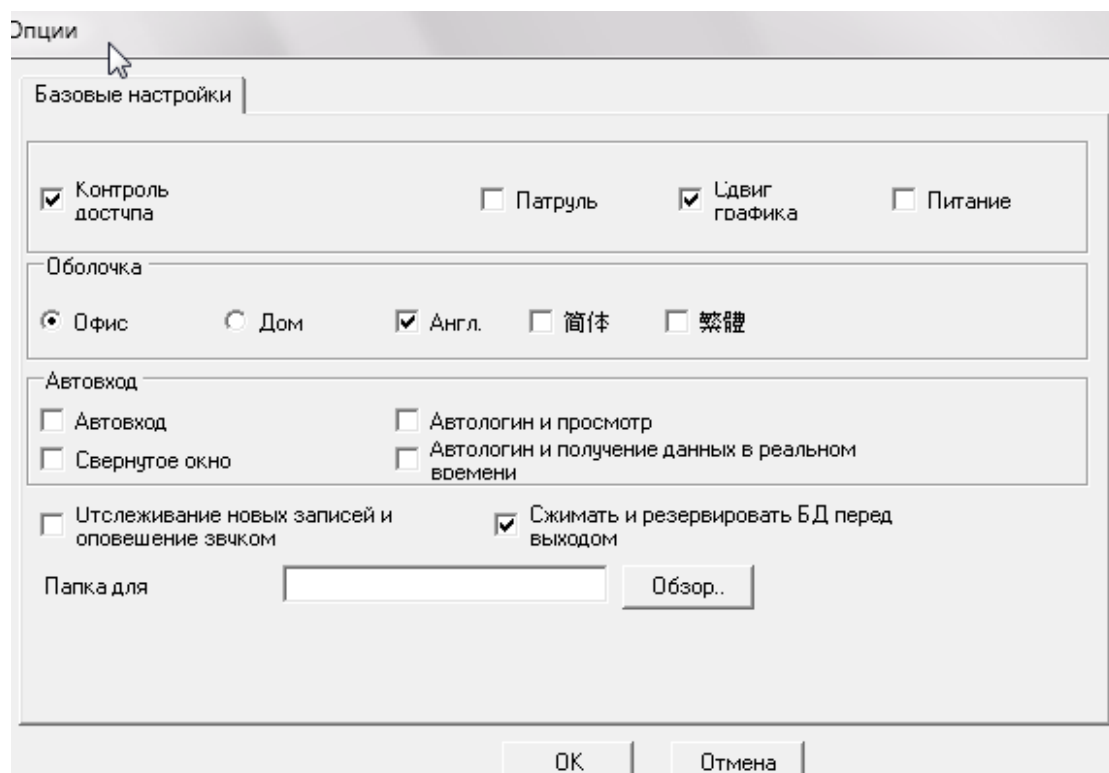 Опции
Базовые настройки
Контроль
доступа
Патруль
Сдвиг
графика
Питание
Оболочка
Офис Дом Англ. 简体 繁體
Автовход
Автовход Автологин и просмотр
Свернутое окно
Автологин и получение данных в реальном
времени
Отслеживание новых записей и
оповещение звуком
Сжимать и резервировать БД перед
выходом
Папка для Обзор..
OK Отмена